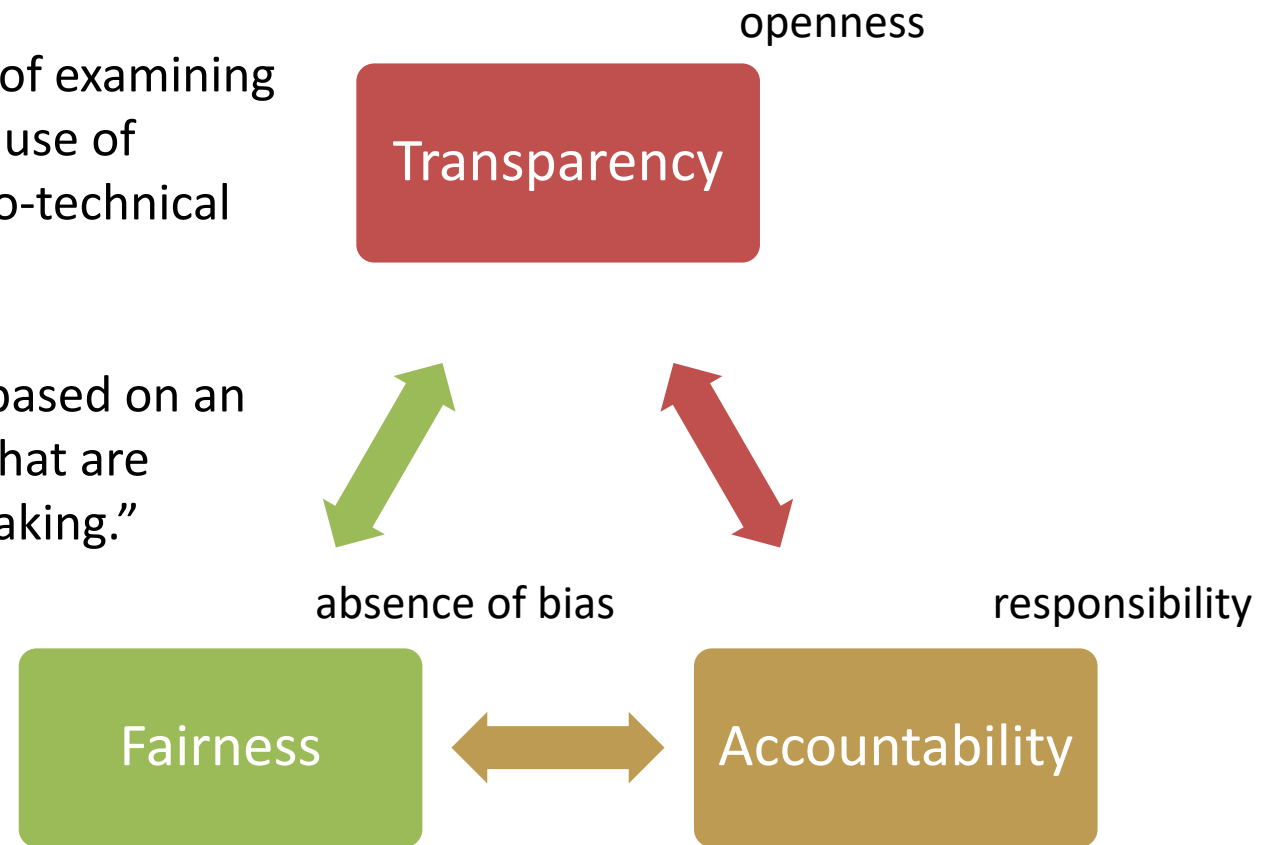 openness
of examining
use of
o-technical
Transparency
based on an
hat are
aking.”
absence of bias
responsibility
Fairness
Accountability